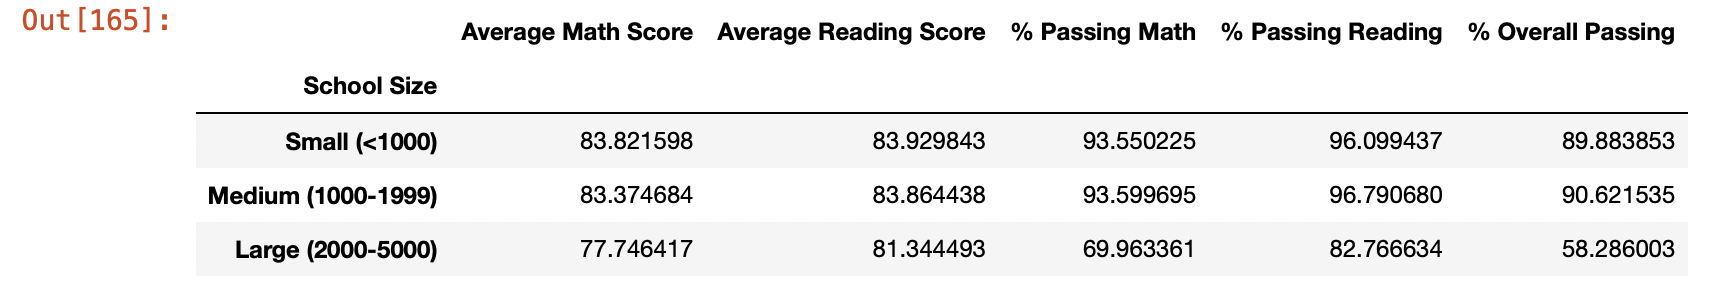 Out[165]:
Average Math Score Average Reading Score % Passing Math % Passing Reading % Overall Passing
School Size
Small (<1000) 83.821598 83.929843 93.550225 96.099437 89.883853
Medium (1000-1999) 83.374684 83.864438 93.599695 96.790680 90.621535
Large (2000-5000) 77.746417 81.344493 69.963361 82.766634 58.286003